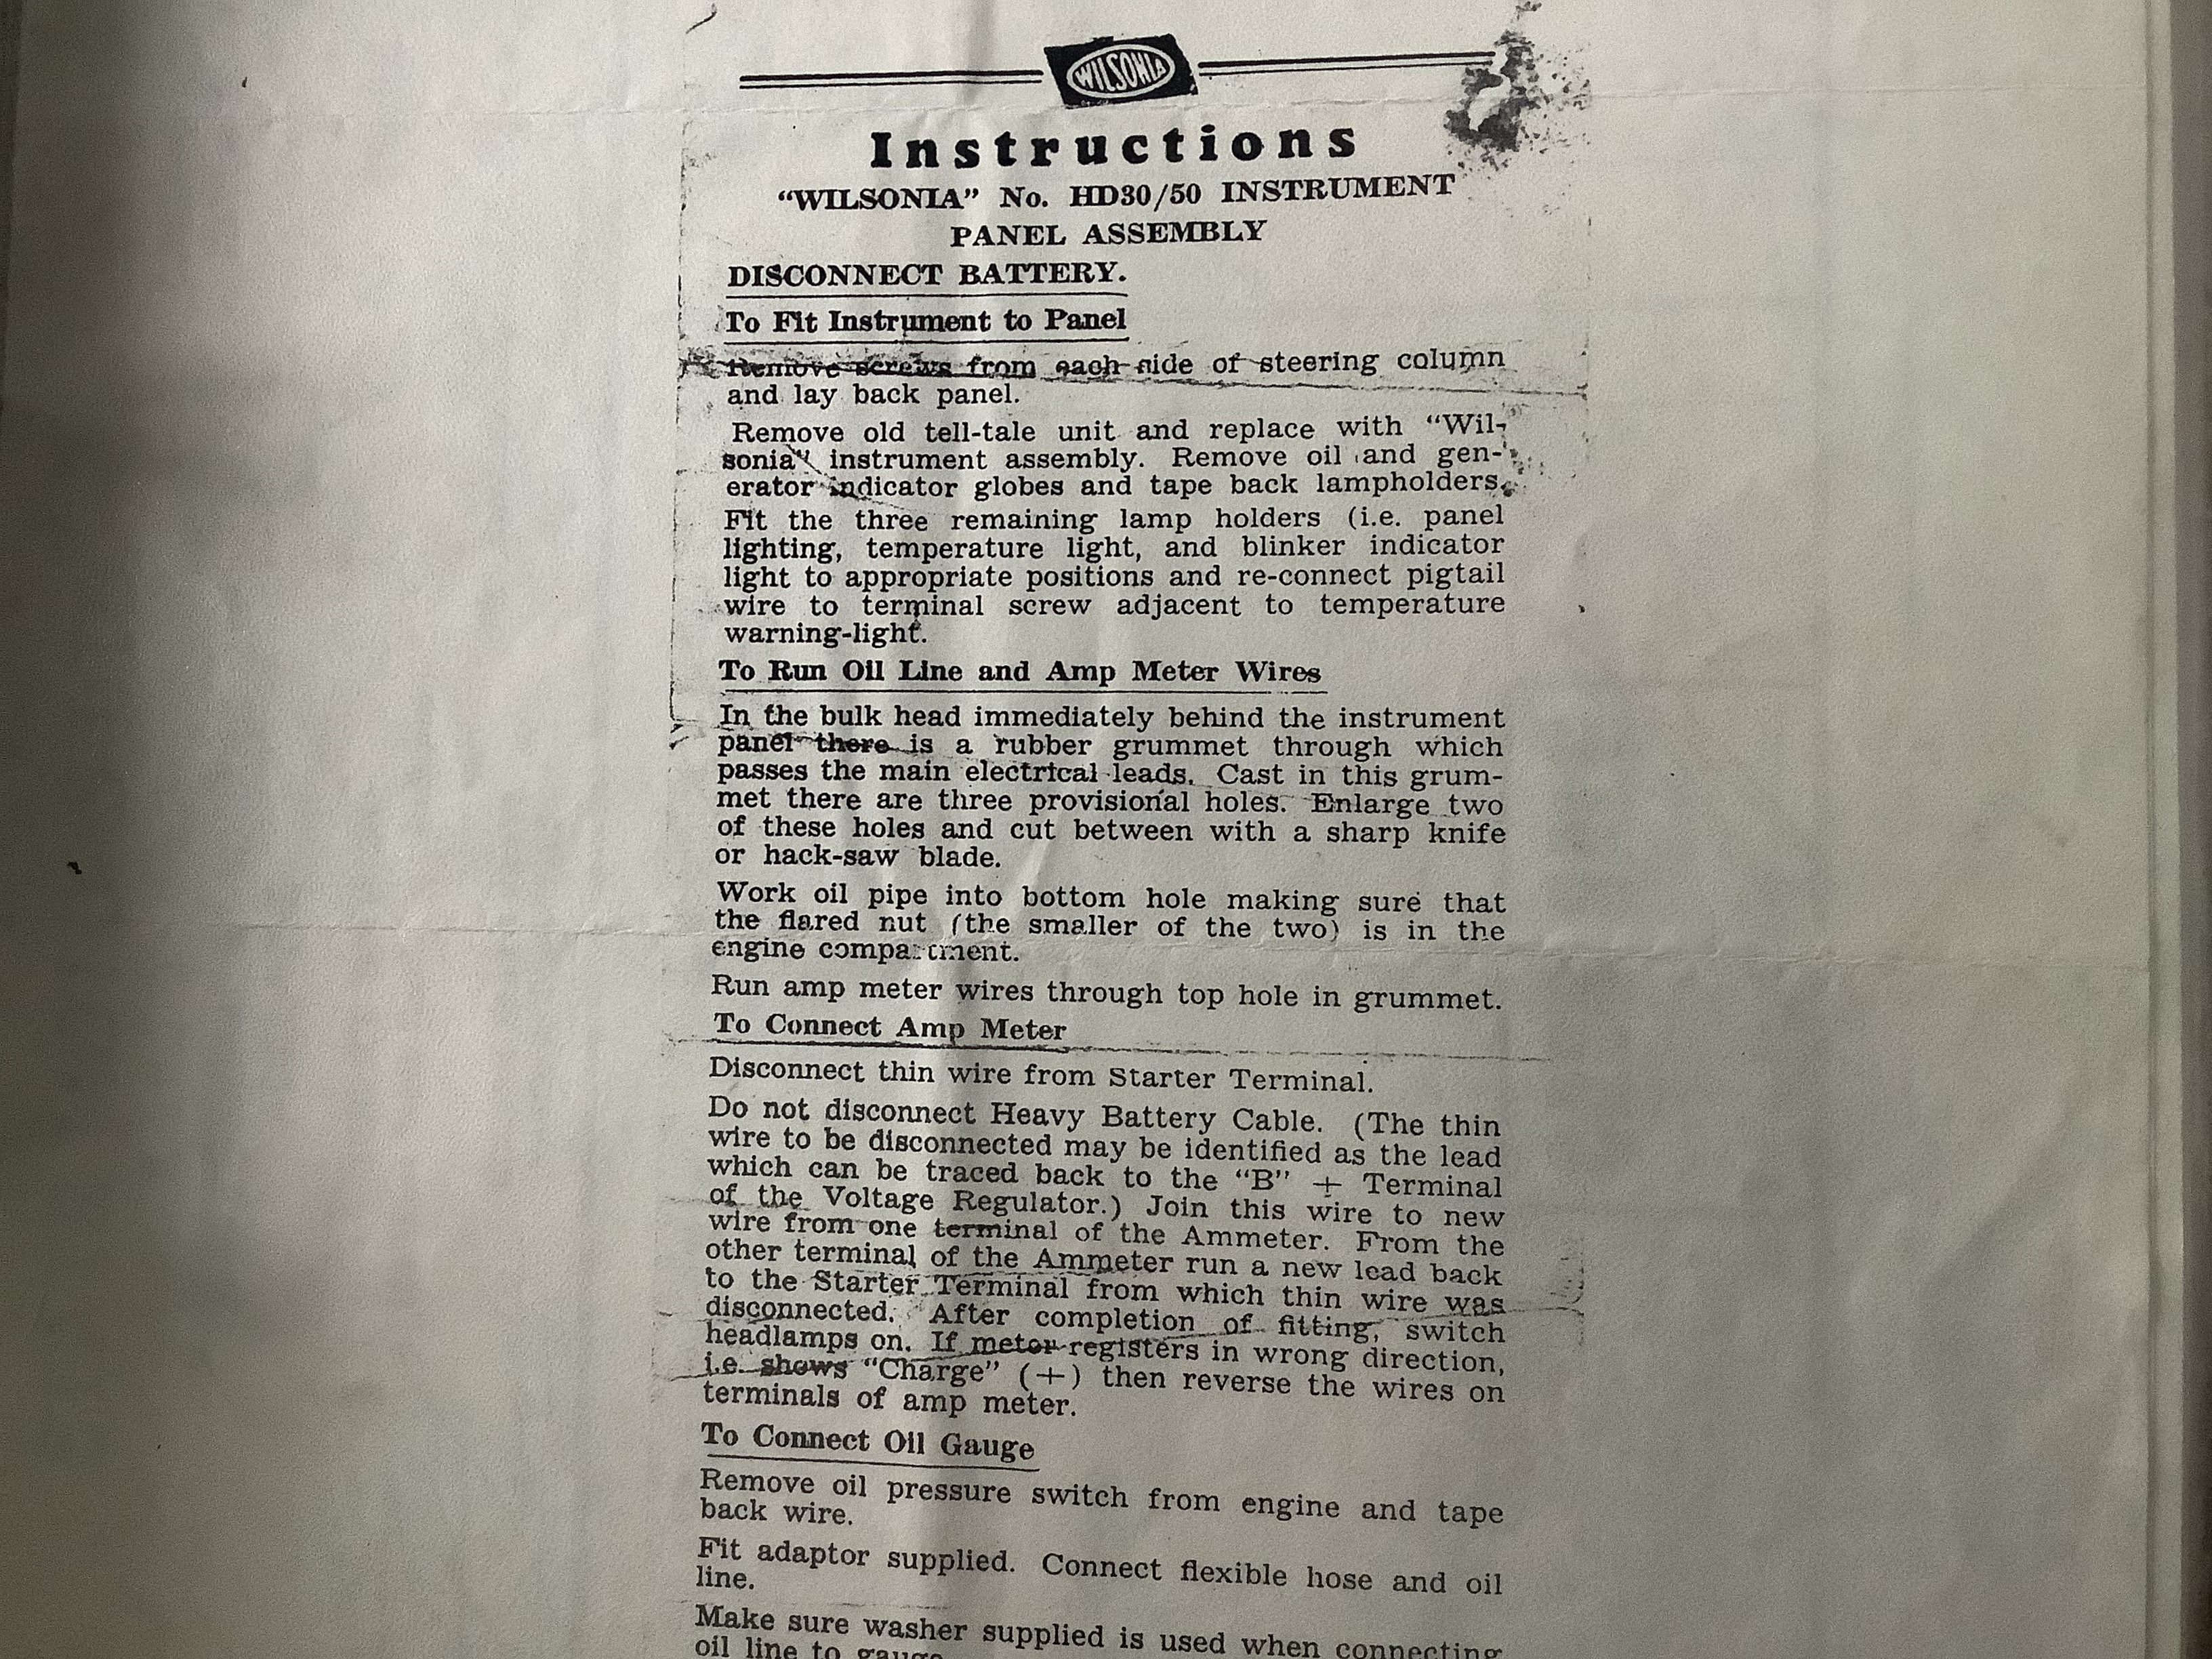 WILSONIA
Instructions
“WILSONIA” No. HD30/50 INSTRUMENT
PANEL ASSEMBLY
DISCONNECT BATTERY.
To Fit Instrument to Panel
Remove screws from each side of steering column
and lay back panel.
Remove old tell-tale unit and replace with “Wil-
sonia” instrument assembly. Remove oil and gen-
erator indicator globes and tape back lampholders.
Fit the three remaining lamp holders (i.e. panel
lighting, temperature light, and blinker indicator
light to appropriate positions and re-connect pigtail
wire to terminal screw adjacent to temperature
warning-light.
To Run Oil Line and Amp Meter Wires
In the bulk head immediately behind the instrument
panel there is a rubber grummet through which
passes the main electrical leads. Cast in this grum-
met there are three provisional holes. Enlarge two
of these holes and cut between with a sharp knife
or hack-saw blade.
Work oil pipe into bottom hole making sure that
the flared nut (the smaller of the two) is in the
engine compartment.
Run amp meter wires through top hole in grummet.
To Connect Amp Meter
Disconnect thin wire from Starter Terminal.
Do not disconnect Heavy Battery Cable. (The thin
wire to be disconnected may be identified as the lead
which can be traced back to the “B” + Terminal
of the Voltage Regulator.) Join this wire to new
wire from one terminal of the Ammeter. From the
other terminal of the Ammeter run a new lead back
to the Starter Terminal from which thin wire was
disconnected. After completion of fitting, switch
headlamps on. If meter registers in wrong direction,
i.e. shows “Charge” (+) then reverse the wires on
terminals of amp meter.
To Connect Oil Gauge
Remove oil pressure switch from engine and tape
back wire.
Fit adaptor supplied. Connect flexible hose and oil
line.
Make sure washer supplied is used when connecting
oil line to gauge